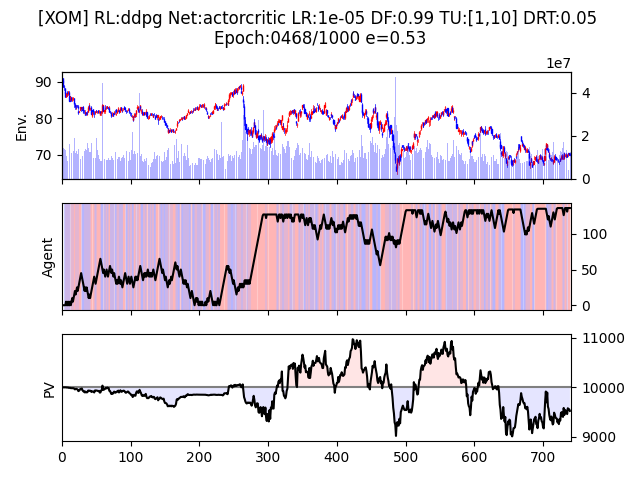 [XOM] RL:ddpg Net:actorcritic LR:1e-05 DF:0.99 TU:[1,10] DRT:0.05
Epoch:0468/1000 e=0.53
1e7
90
80
70
Env.
4
2
0
Agent
100
50
0
PV
11000
10000
9000
0 100 200 300 400 500 600 700